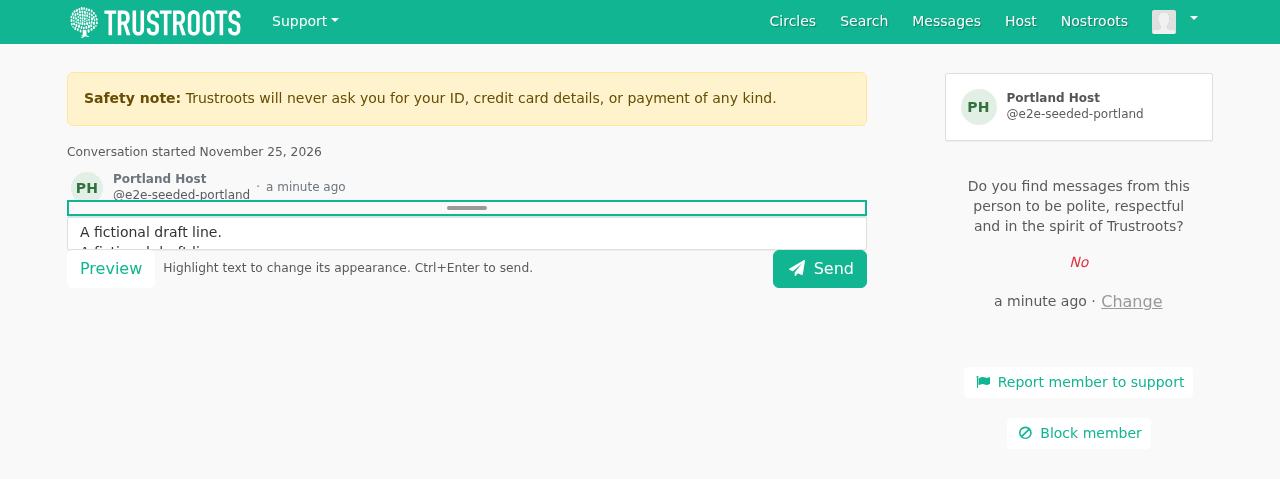 TRUSTROOTS
Support
Circles
Search
Messages
Host
Nostroots
Safety note: Trustroots will never ask you for your ID, credit card details, or payment of any kind.
Conversation started November 25, 2026
PH
Portland Host
@e2e-seeded-portland
· a minute ago
A fictional draft line.
Preview
Highlight text to change its appearance. Ctrl+Enter to send.
Send
PH
Portland Host
@e2e-seeded-portland
Do you find messages from this
person to be polite, respectful
and in the spirit of Trustroots?
No
a minute ago · Change
Report member to support
Block member